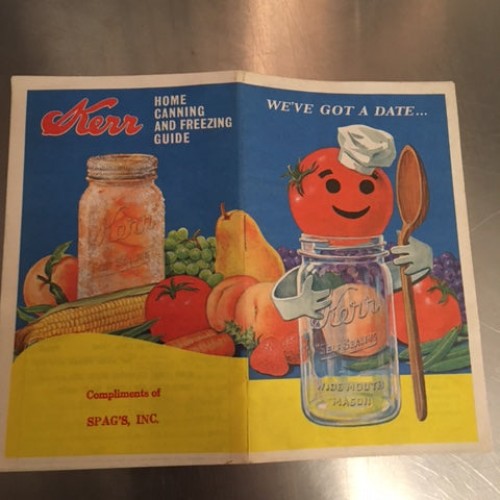 Kerr
HOME
CANNING
AND FREEZING
GUIDE
WE'VE GOT A DATE...
Kerr
Kerr
SELF SEALING
WIDE MOUTH
MASON
Compliments of
SPAG'S, INC.